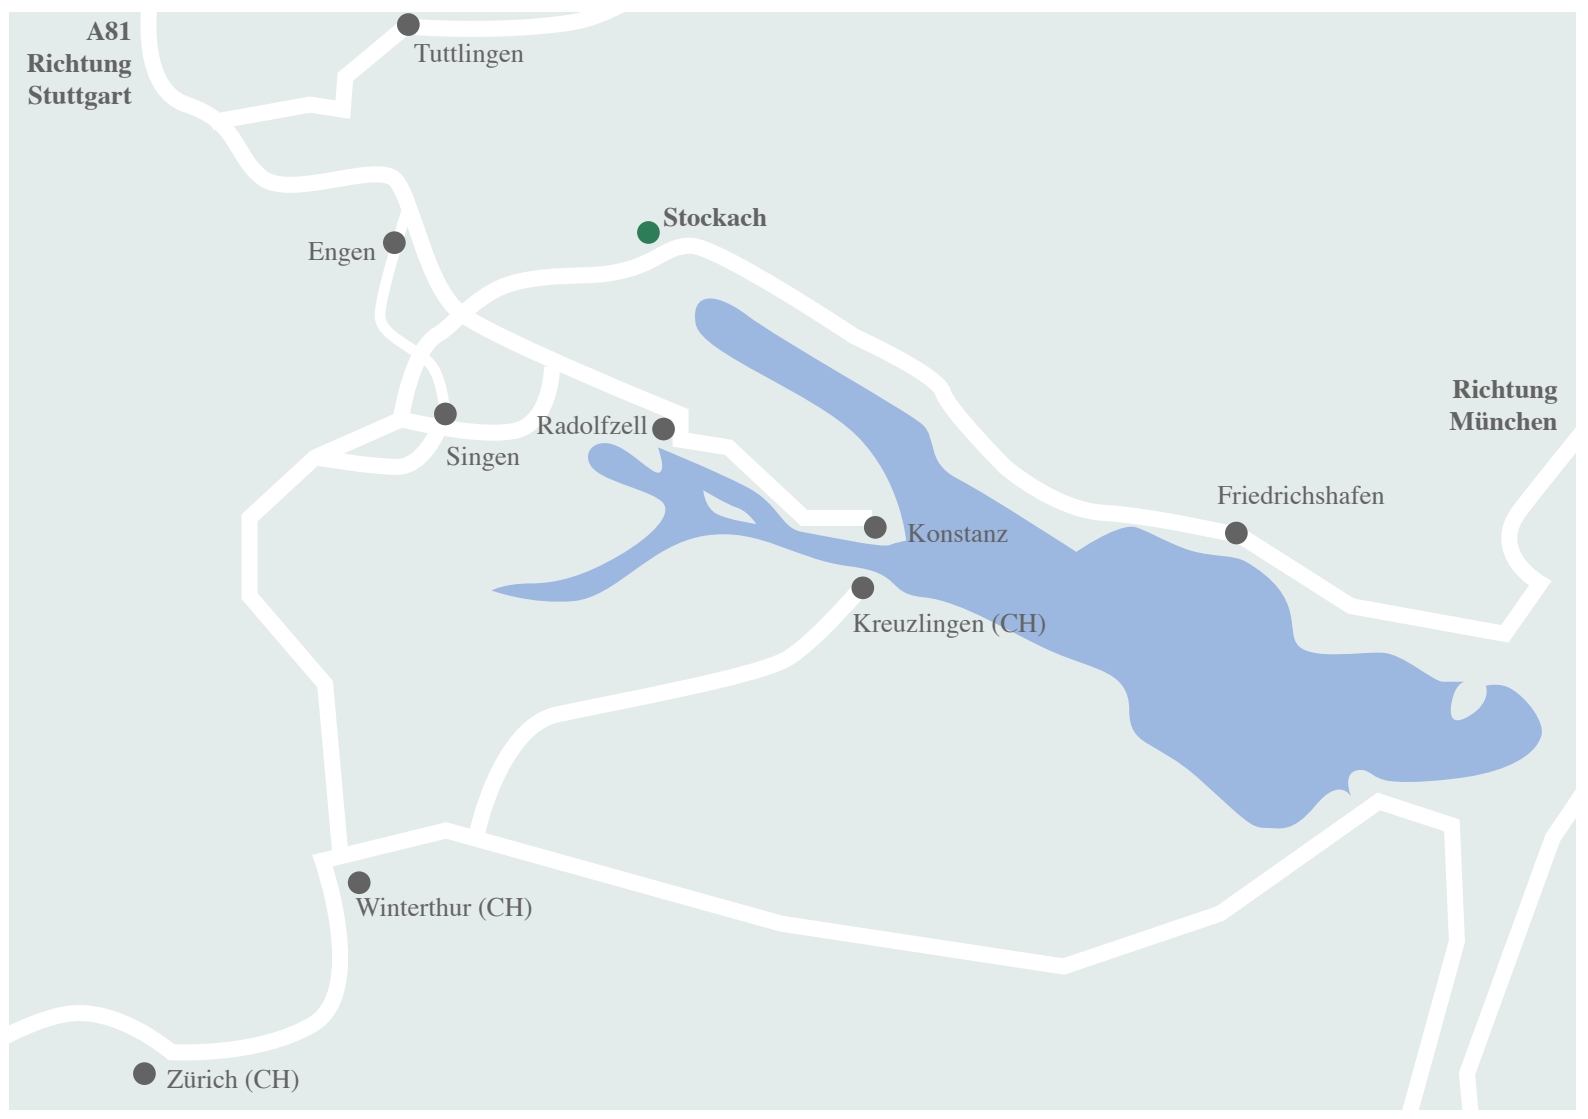 A81
Richtung
Stuttgart
Tuttlingen
Stockach
Engen
Richtung
München
Radolfzell
Singen
Friedrichshafen
Konstanz
Kreuzlingen (CH)
Winterthur (CH)
Zürich (CH)